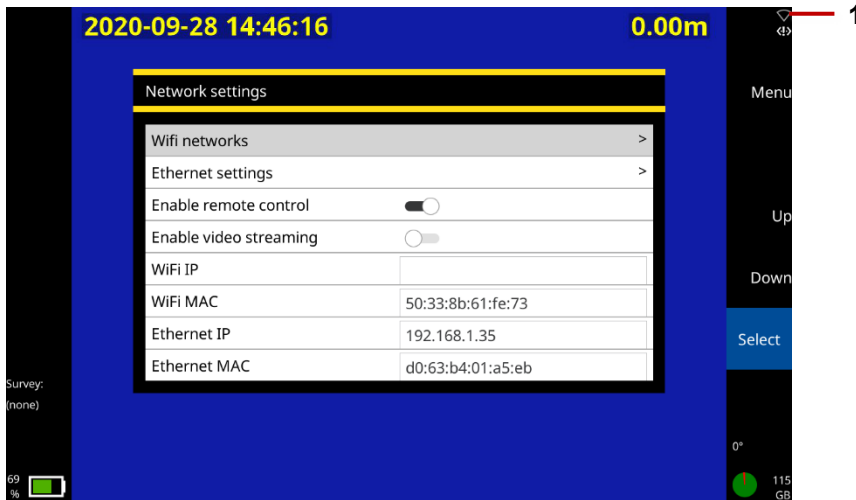 2020-09-28 14:46:16 0.00m
1
Network settings
Menu
Wifi networks >
Ethernet settings >
Enable remote control
Up
Enable video streaming
WiFi IP
Down
WiFi MAC 50:33:8b:61:fe:73
Ethernet IP 192.168.1.35
Select
Ethernet MAC d0:63:b4:01:a5:eb
Survey:
(none)
0°
69
%
115
GB